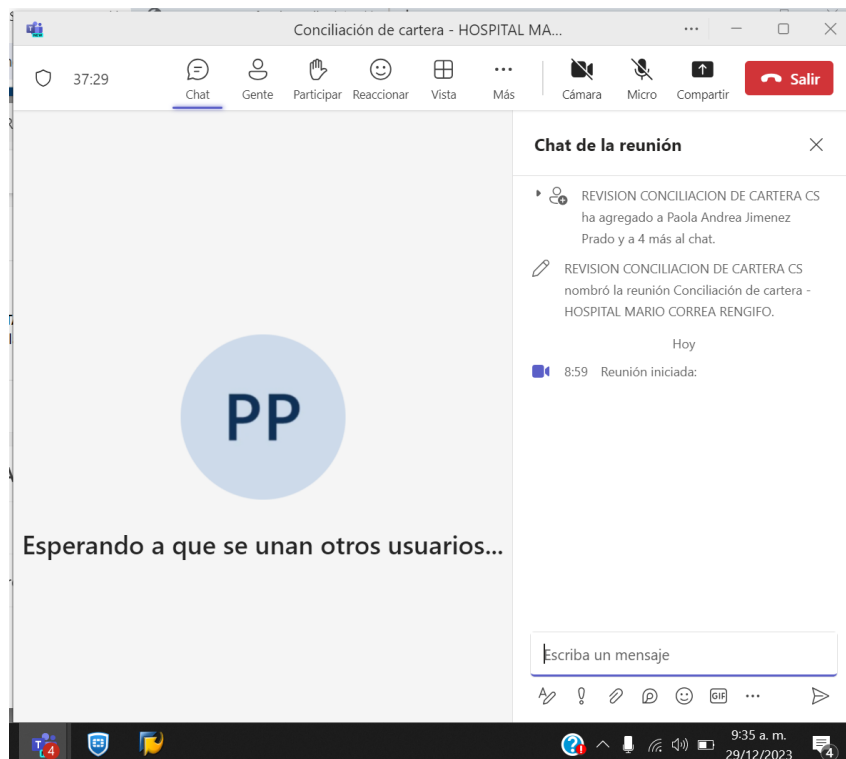 Conciliación de cartera - HOSPITAL MA...
37:29
Chat
Gente
Participar
Reaccionar
Vista
Más
Cámara
Micro
Compartir
Salir
Chat de la reunión
REVISION CONCILIACION DE CARTERA CS
ha agregado a Paola Andrea Jimenez
Prado y a 4 más al chat.
REVISION CONCILIACION DE CARTERA CS
nombró la reunión Conciliación de cartera -
HOSPITAL MARIO CORREA RENGIFO.
Hoy
8:59 Reunión iniciada:
PP
Esperando a que se unan otros usuarios...
Escriba un mensaje
GIF
4
9:35 a. m.
29/12/2023
4